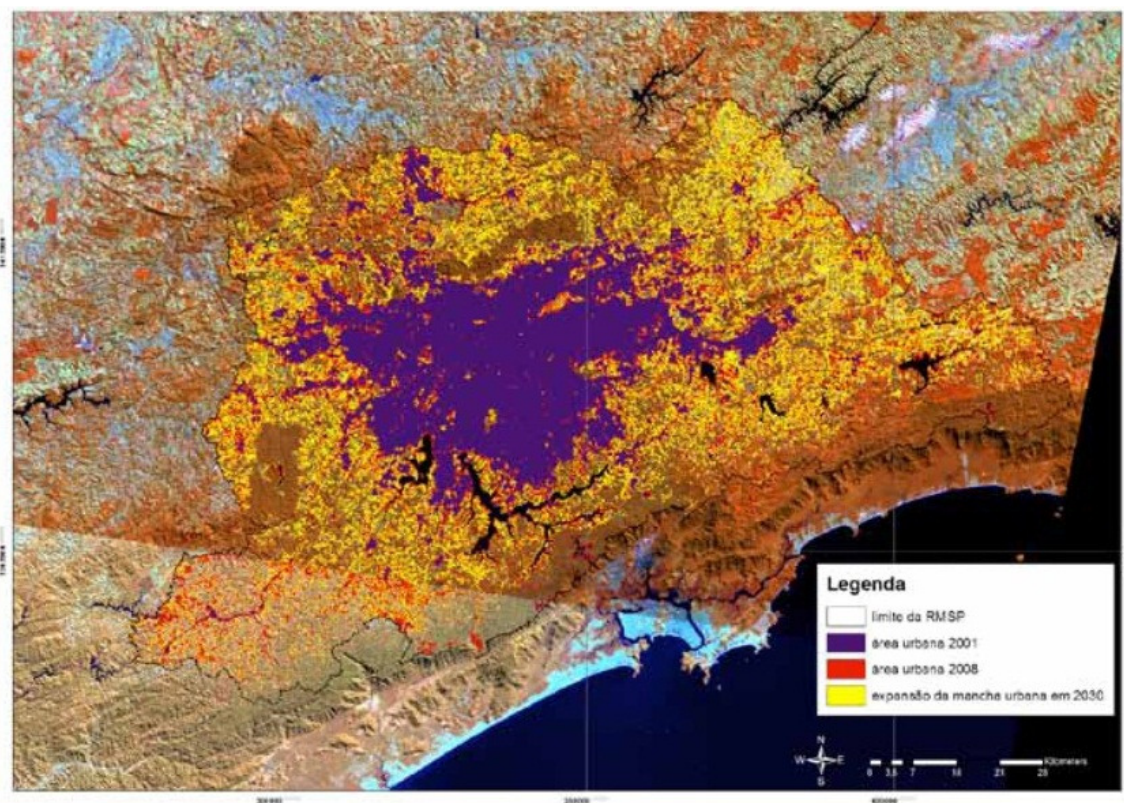 Legenda
limite da RMSP
área urbana 2001
área urbana 2008
expansão da mancha urbana em 2030
N
W E
S
0 3.5 7 14 21 28 Kilometers